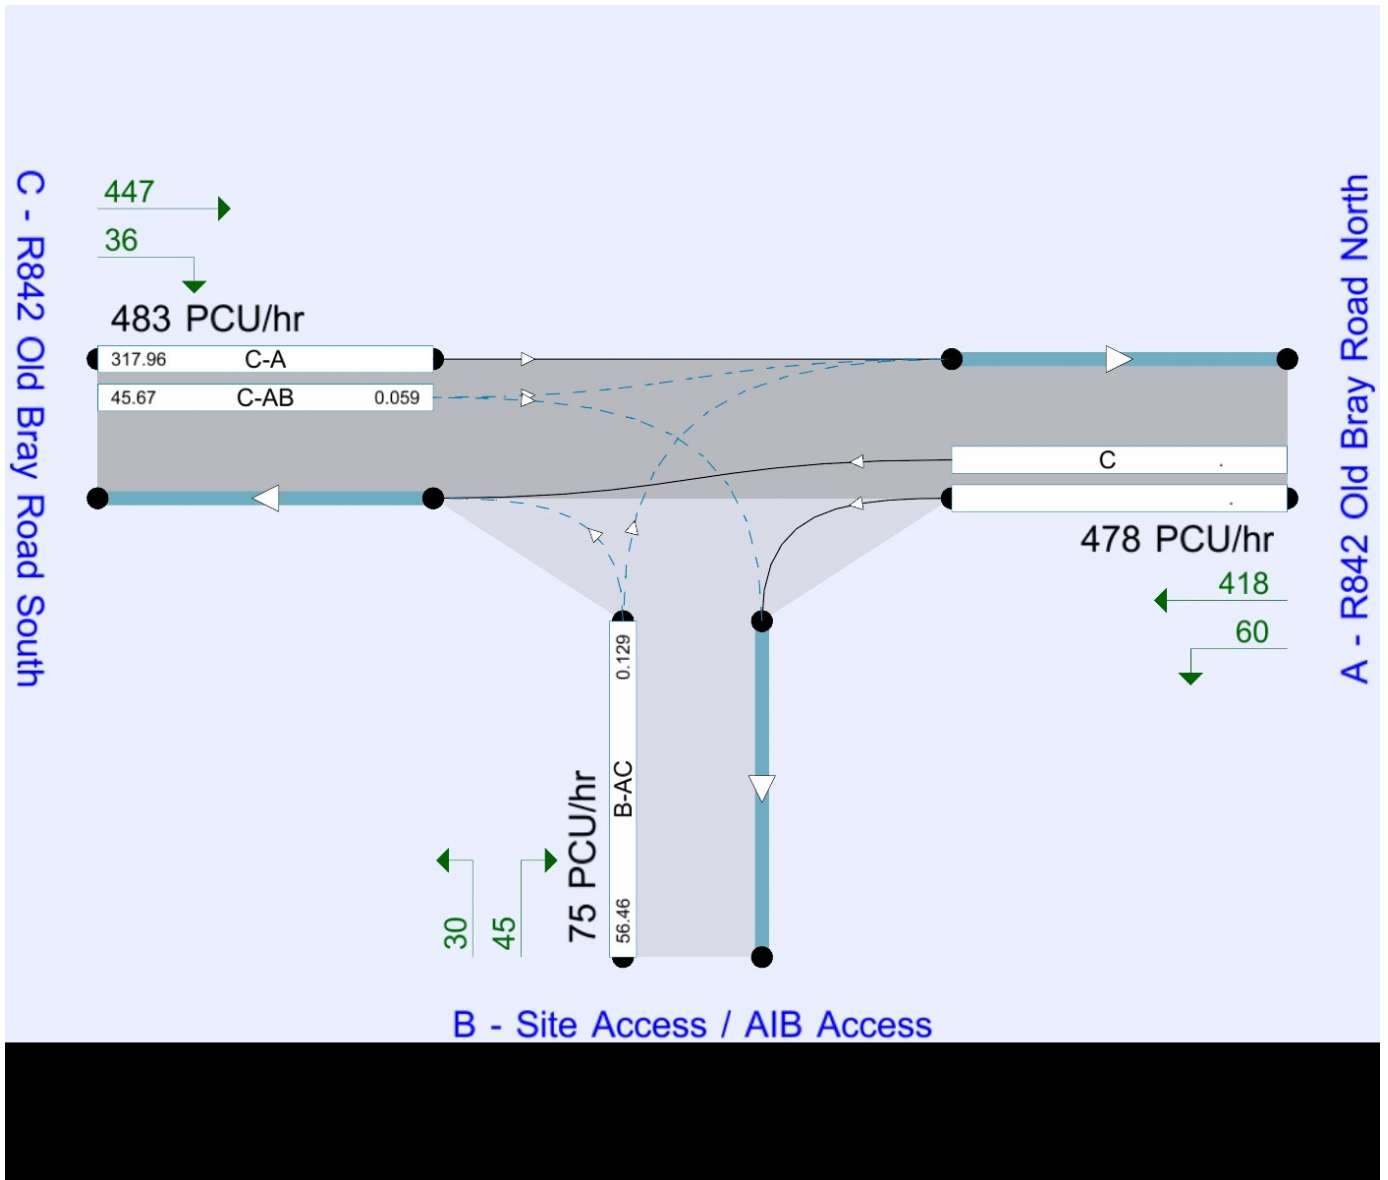 447
36
483 PCU/hr
317.96 C-A
45.67 C-AB 0.059
C - R842 Old Bray Road South
A - R842 Old Bray Road North
C
478 PCU/hr
418
60
0.129
B-AC
56.46
75 PCU/hr
30
45
B - Site Access / AIB Access